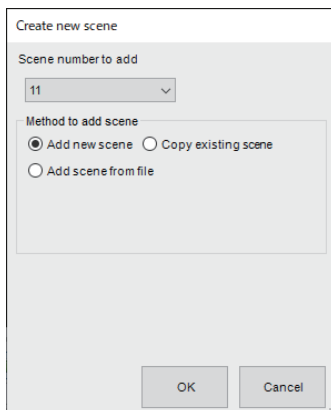 Create new scene
Scene number to add
11
Method to add scene
Add new scene Copy existing scene
Add scene from file
OK Cancel